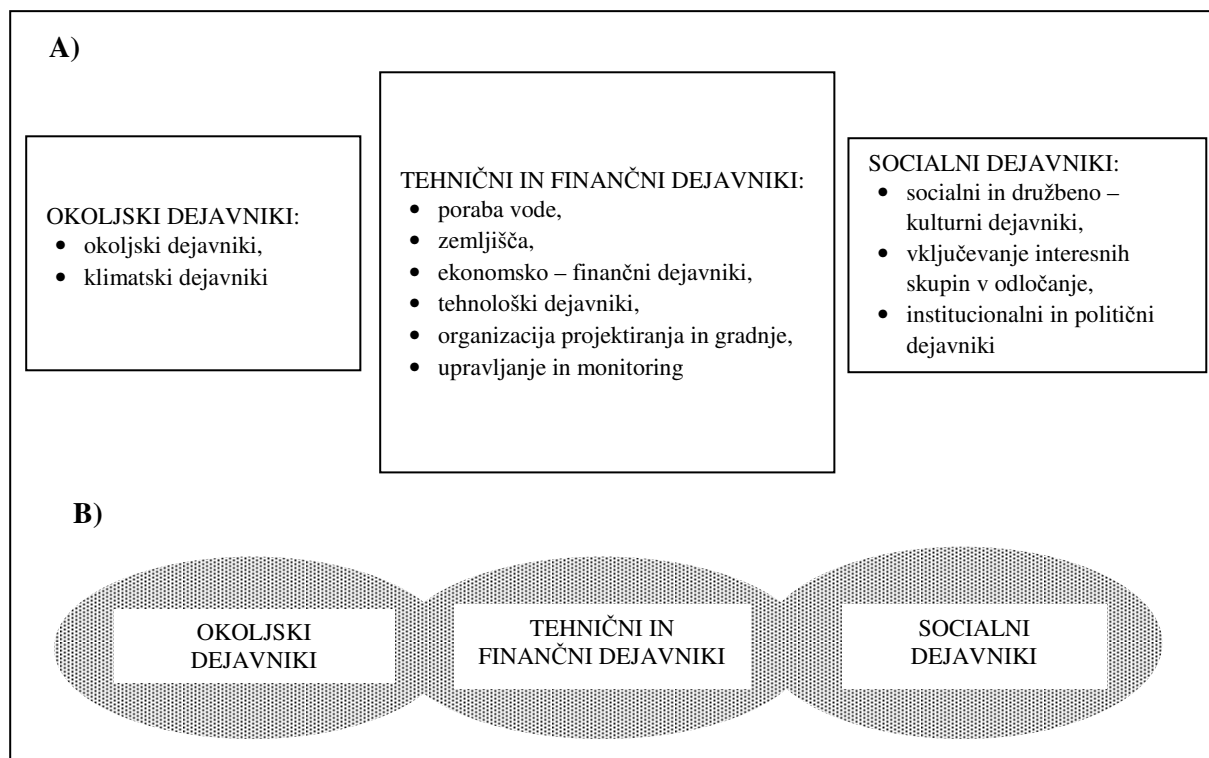 A)
OKOLJSKI DEJAVNIKI:
• okoljski dejavniki,
• klimatski dejavniki
TEHNIČNI IN FINANČNI DEJAVNIKI:
• poraba vode,
• zemljišča,
• ekonomsko – finančni dejavniki,
• tehnološki dejavniki,
• organizacija projektiranja in gradnje,
• upravljanje in monitoring
SOCIALNI DEJAVNIKI:
• socialni in družbeno –
kulturni dejavniki,
• vključevanje interesnih
skupin v odločanje,
• institucionalni in politični
dejavniki
B)
OKOLJSKI
DEJAVNIKI
TEHNIČNI IN
FINANČNI DEJAVNIKI
SOCIALNI
DEJAVNIKI